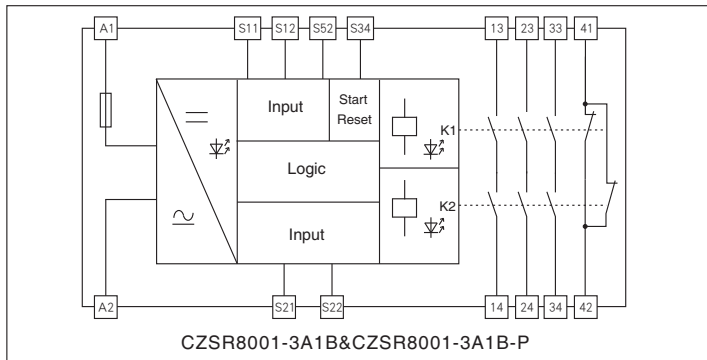 A1 S11 S12 S52 S34 13 23 33 41
Input
Start
Reset
K1
Logic
K2
Input
A2 S21 S22 14 24 34 42
CZSR8001-3A1B&CZSR8001-3A1B-P